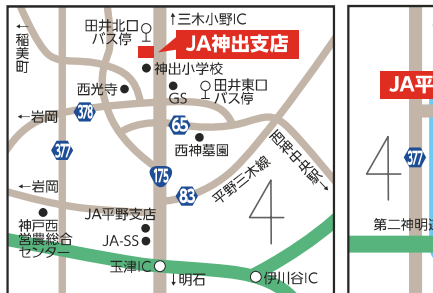 ↑三木小野IC
田井北口
バス停
←稲美町
JA神出支店
神出小学校
西光寺
GS
田井東口
バス停
←岩岡
378
65
西神墓園
377
175
西神中央駅→
平野三木線
←岩岡
83
4
神戸西
営農総合
センター
JA平野支店
JA-SS
玉津IC
↓明石
伊川谷IC
JA平
377
4
第二神明道